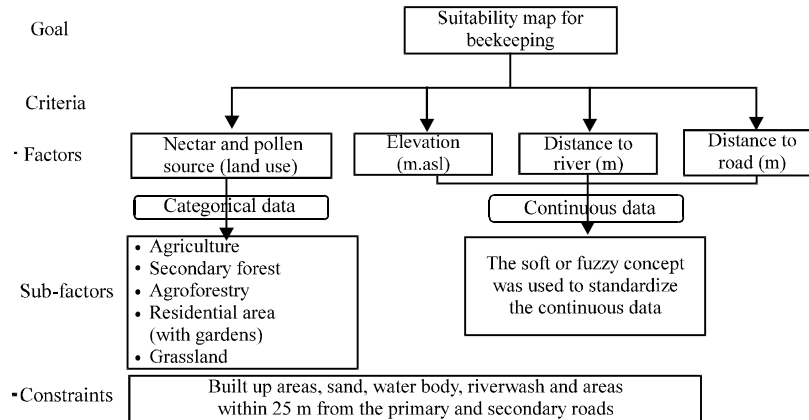 Goal
Suitability map for
beekeeping
Criteria
- Factors
Nectar and pollen
source (land use)
Elevation
(m.asl)
Distance to
river (m)
Distance to
road (m)
Categorical data
Continuous data
Sub-factors
• Agriculture
• Secondary forest
• Agroforestry
• Residential area
(with gardens)
• Grassland
The soft or fuzzy concept
was used to standardize
the continuous data
-Constraints
Built up areas, sand, water body, riverwash and areas
within 25 m from the primary and secondary roads